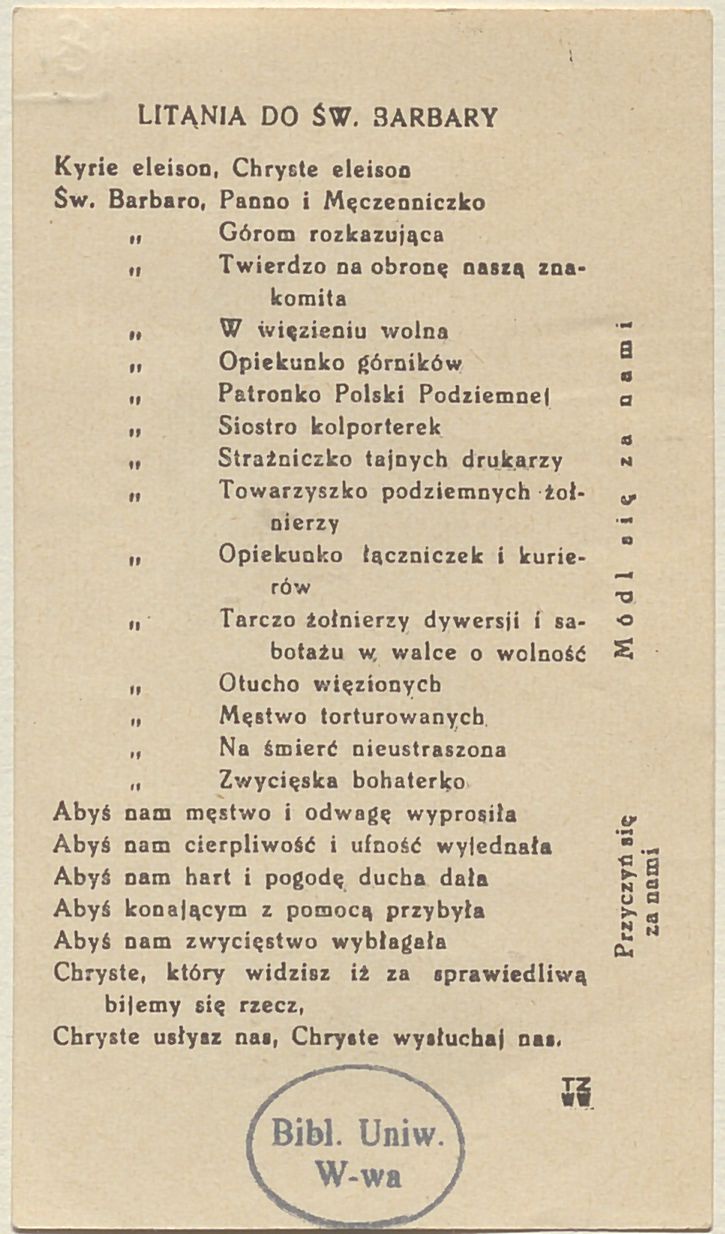 LITANIA DO ŚW. BARBARY
Kyrie eleison, Chryste eleison
Św. Barbaro, Panno i Męczenniczko
„ Górom rozkazująca
„ Twierdzo na obronę naszą zna-
komita
„ W więzieniu wolna
„ Opiekunko górników
„ Patronko Polski Podziemnej
„ Siostro kolporterek
„ Strażniczko tajnych drukarzy
„ Towarzyszko podziemnych żoł-
nierzy
„ Opiekunko łączniczek i kurie-
rów
„ Tarczo żołnierzy dywersji i sa-
botażu w walce o wolność
„ Otucho więzionych
„ Męstwo torturowanych
„ Na śmierć nieustraszona
„ Zwycięska bohaterko
Módl się za nami
Abyś nam męstwo i odwagę wyprosiła
Abyś nam cierpliwość i ufność wyjednała
Abyś nam hart i pogodę ducha dała
Abyś konającym z pomocą przybyła
Abyś nam zwycięstwo wybłagała
Przyczyń się
za nami
Chryste, który widzisz iż za sprawiedliwą
bijemy się rzecz,
Chryste usłysz nas, Chryste wysłuchaj nas.
TZ
WW
Bibl. Uniw.
W-wa